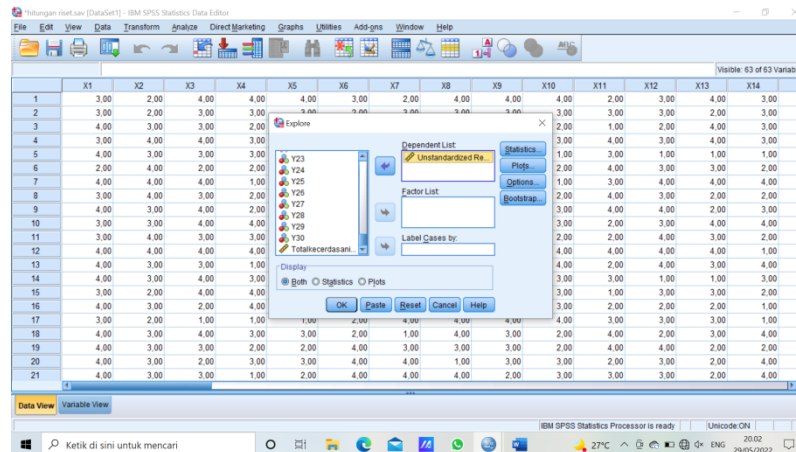 *hitungan riset.sav [DataSet1] - IBM SPSS Statistics Data Editor
File Edit View Data Transform Analyze Direct Marketing Graphs Utilities Add-ons Window Help
Visible: 63 of 63 Variab
X1 X2 X3 X4 X5 X6 X7 X8 X9 X10 X11 X12 X13 X14
1 3,00 2,00 4,00 4,00 4,00 3,00 2,00 4,00 4,00 4,00 2,00 3,00 4,00 3,00
2 3,00 2,00 3,00 3,00 3,00 3,00 3,00 2,00 3,00
3 4,00 3,00 4,00 2,00 2,00 1,00 2,00 4,00 3,00
4 3,00 4,00 3,00 3,00 3,00 4,00 3,00 4,00 3,00
5 4,00 3,00 3,00 3,00 1,00 3,00 1,00 1,00 1,00
6 2,00 4,00 2,00 2,00 2,00 4,00 3,00 3,00 2,00
7 4,00 4,00 4,00 1,00 1,00 3,00 4,00 4,00 2,00
8 3,00 4,00 3,00 2,00 3,00 4,00 3,00 2,00 3,00
9 4,00 3,00 4,00 2,00 3,00 2,00 4,00 2,00 3,00
10 3,00 3,00 4,00 3,00 3,00 4,00 4,00 4,00 3,00
11 3,00 4,00 3,00 3,00 2,00 2,00 4,00 3,00 2,00
12 4,00 4,00 4,00 2,00 4,00 4,00 4,00 2,00 4,00
13 4,00 3,00 3,00 1,00 2,00 4,00 4,00 3,00 4,00
14 3,00 3,00 4,00 3,00 3,00 3,00 1,00 1,00 3,00
15 3,00 2,00 4,00 4,00 3,00 1,00 3,00 3,00 2,00
16 4,00 3,00 2,00 4,00 3,00 2,00 2,00 2,00 1,00
17 3,00 2,00 1,00 1,00 1,00 2,00 4,00 4,00 4,00 4,00 3,00 3,00 3,00 1,00
18 4,00 3,00 4,00 3,00 3,00 2,00 1,00 4,00 3,00 2,00 4,00 2,00 3,00 4,00
19 4,00 2,00 3,00 2,00 2,00 4,00 3,00 3,00 4,00 2,00 4,00 4,00 2,00 2,00
20 4,00 3,00 2,00 3,00 3,00 4,00 4,00 1,00 3,00 3,00 2,00 3,00 2,00 4,00
21 4,00 3,00 3,00 1,00 2,00 4,00 4,00 4,00 2,00 3,00 3,00 3,00 4,00 2,00
Explore
Y23
Y24
Y25
Y26
Y27
Y28
Y29
Y30
Totalkecerdasani...
Dependent List:
Unstandardized Re...
Factor List:
Label Cases by:
Statistics...
Plots...
Options...
Bootstrap...
Display
Both Statistics Plots
OK Paste Reset Cancel Help
Data View Variable View
IBM SPSS Statistics Processor is ready Unicode:ON
Ketik di sini untuk mencari
27°C ENG 20.02
29/05/2022